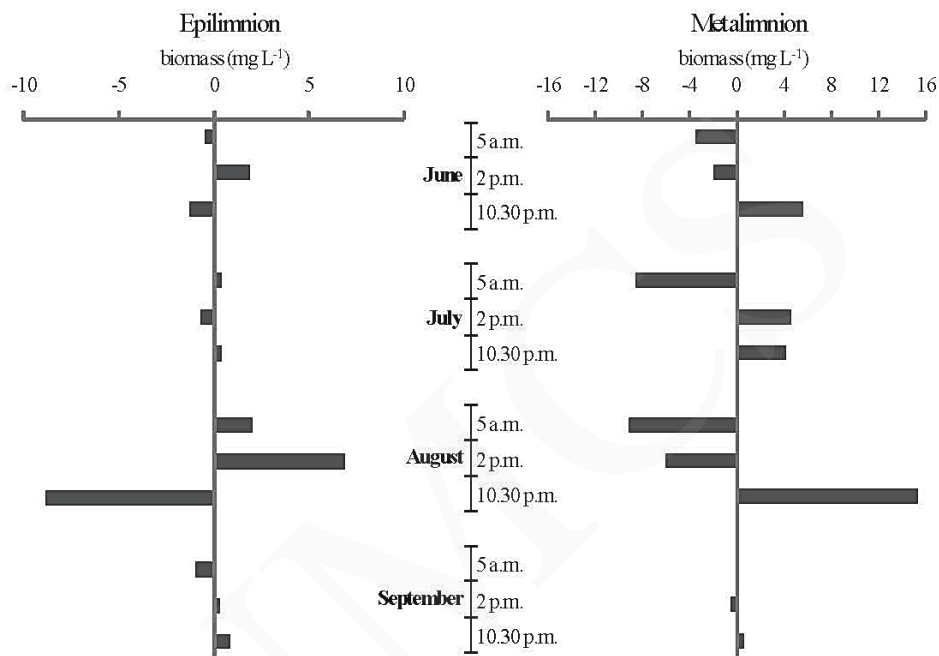 Epilimnion
biomass (mg L⁻¹)
-10 -5 0 5 10
Metalimnion
biomass (mg L⁻¹)
-16 -12 -8 -4 0 4 8 12 16
June
5 a.m.
2 p.m.
10.30 p.m.
July
5 a.m.
2 p.m.
10.30 p.m.
August
5 a.m.
2 p.m.
10.30 p.m.
September
5 a.m.
2 p.m.
10.30 p.m.
UMCS